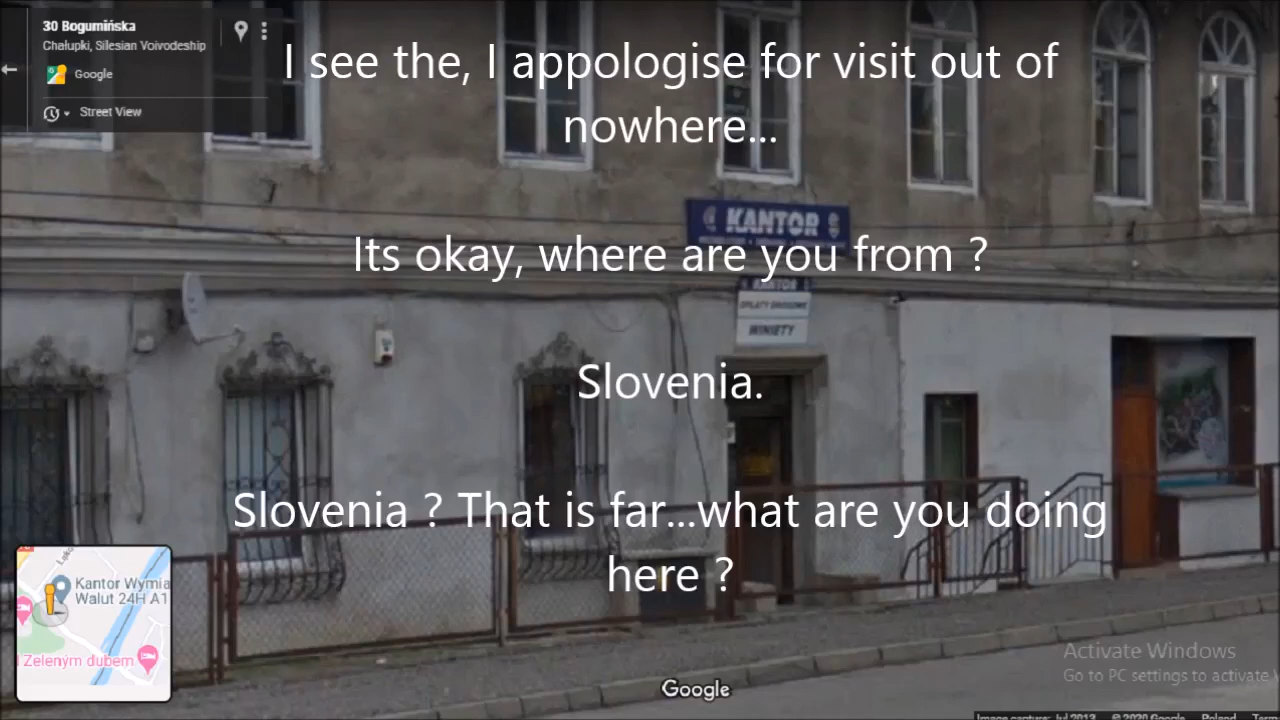 30 Bogumińska
Chałupki, Silesian Voivodeship
Google
Street View
I see the, I appologise for visit out of
nowhere...
KANTOR
Its okay, where are you from ?
KANTOR
OPŁATY DROGOWE
WINIETY
Slovenia.
Slovenia ? That is far...what are you doing
here ?
Kantor Wymia
Walut 24H A1
Zeleným dubem
Activate Windows
Go to PC settings to activate
Google
Image capture: Jul 2013 © 2020 Google Poland Term